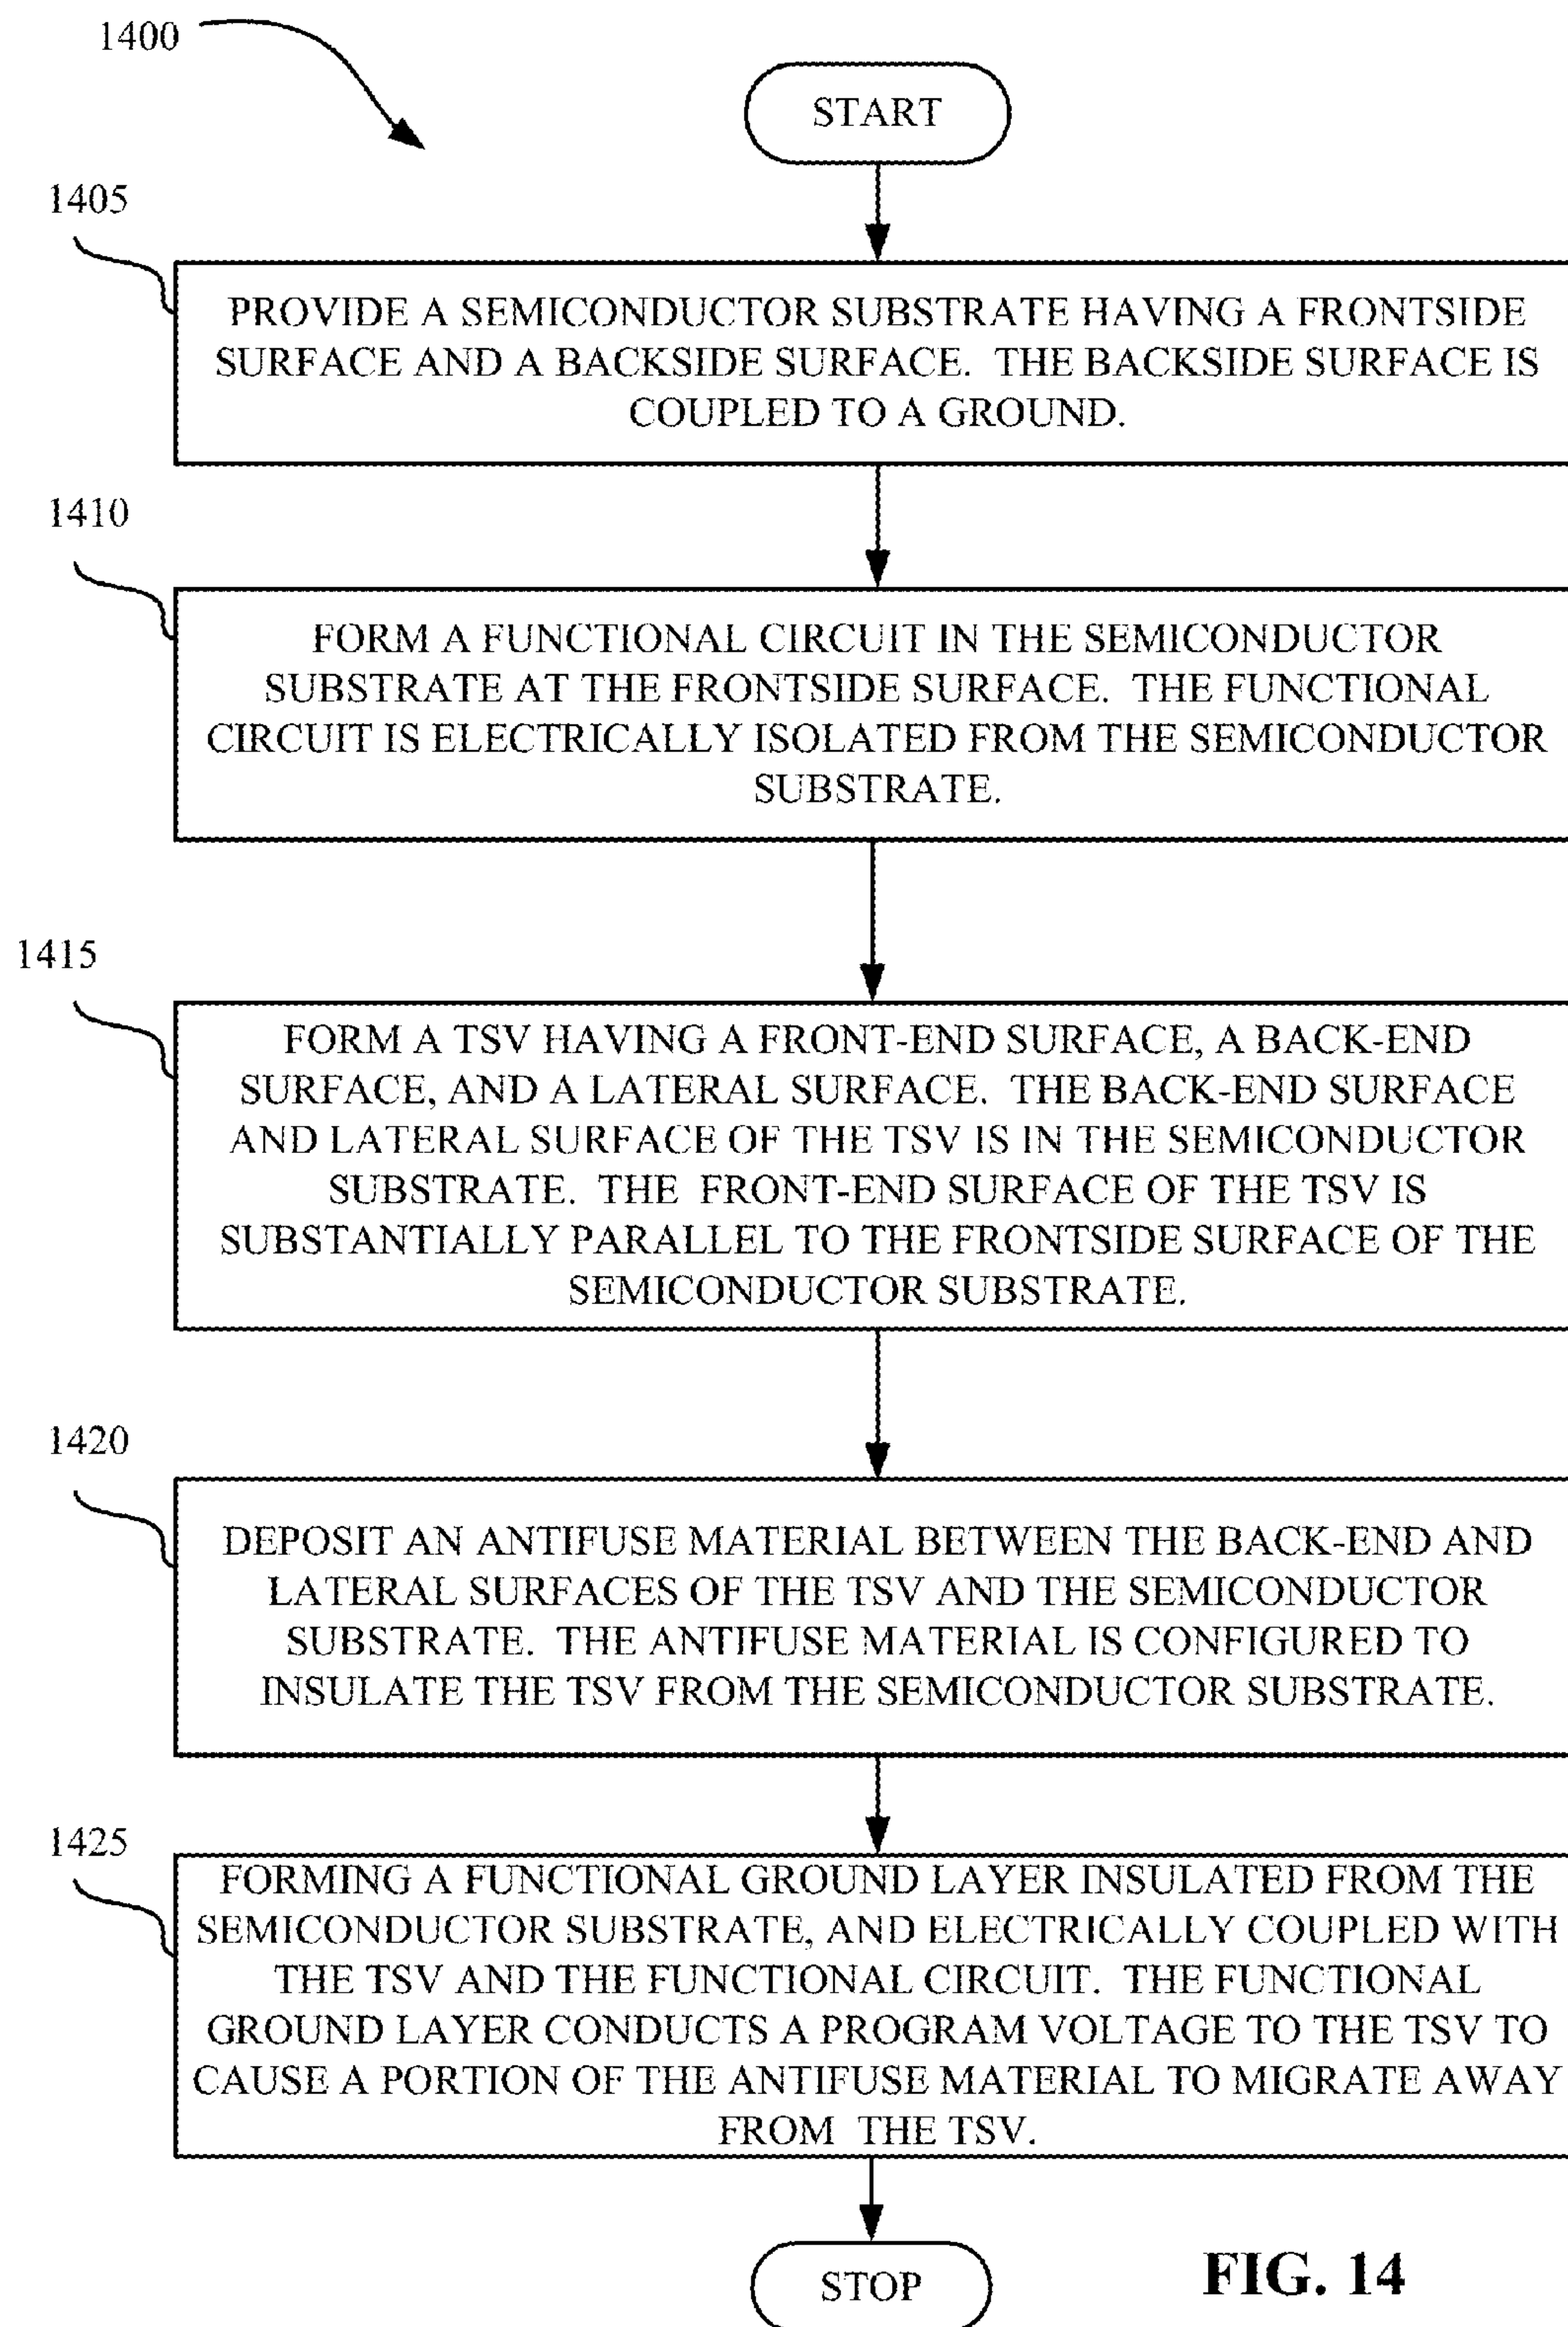 1400
START
1405
PROVIDE A SEMICONDUCTOR SUBSTRATE HAVING A FRONTSIDE
SURFACE AND A BACKSIDE SURFACE. THE BACKSIDE SURFACE IS
COUPLED TO A GROUND.
1410
FORM A FUNCTIONAL CIRCUIT IN THE SEMICONDUCTOR
SUBSTRATE AT THE FRONTSIDE SURFACE. THE FUNCTIONAL
CIRCUIT IS ELECTRICALLY ISOLATED FROM THE SEMICONDUCTOR
SUBSTRATE.
1415
FORM A TSV HAVING A FRONT-END SURFACE, A BACK-END
SURFACE, AND A LATERAL SURFACE. THE BACK-END SURFACE
AND LATERAL SURFACE OF THE TSV IS IN THE SEMICONDUCTOR
SUBSTRATE. THE FRONT-END SURFACE OF THE TSV IS
SUBSTANTIALLY PARALLEL TO THE FRONTSIDE SURFACE OF THE
SEMICONDUCTOR SUBSTRATE.
1420
DEPOSIT AN ANTIFUSE MATERIAL BETWEEN THE BACK-END AND
LATERAL SURFACES OF THE TSV AND THE SEMICONDUCTOR
SUBSTRATE. THE ANTIFUSE MATERIAL IS CONFIGURED TO
INSULATE THE TSV FROM THE SEMICONDUCTOR SUBSTRATE.
1425
FORMING A FUNCTIONAL GROUND LAYER INSULATED FROM THE
SEMICONDUCTOR SUBSTRATE, AND ELECTRICALLY COUPLED WITH
THE TSV AND THE FUNCTIONAL CIRCUIT. THE FUNCTIONAL
GROUND LAYER CONDUCTS A PROGRAM VOLTAGE TO THE TSV TO
CAUSE A PORTION OF THE ANTIFUSE MATERIAL TO MIGRATE AWAY
FROM THE TSV.
STOP
FIG. 14